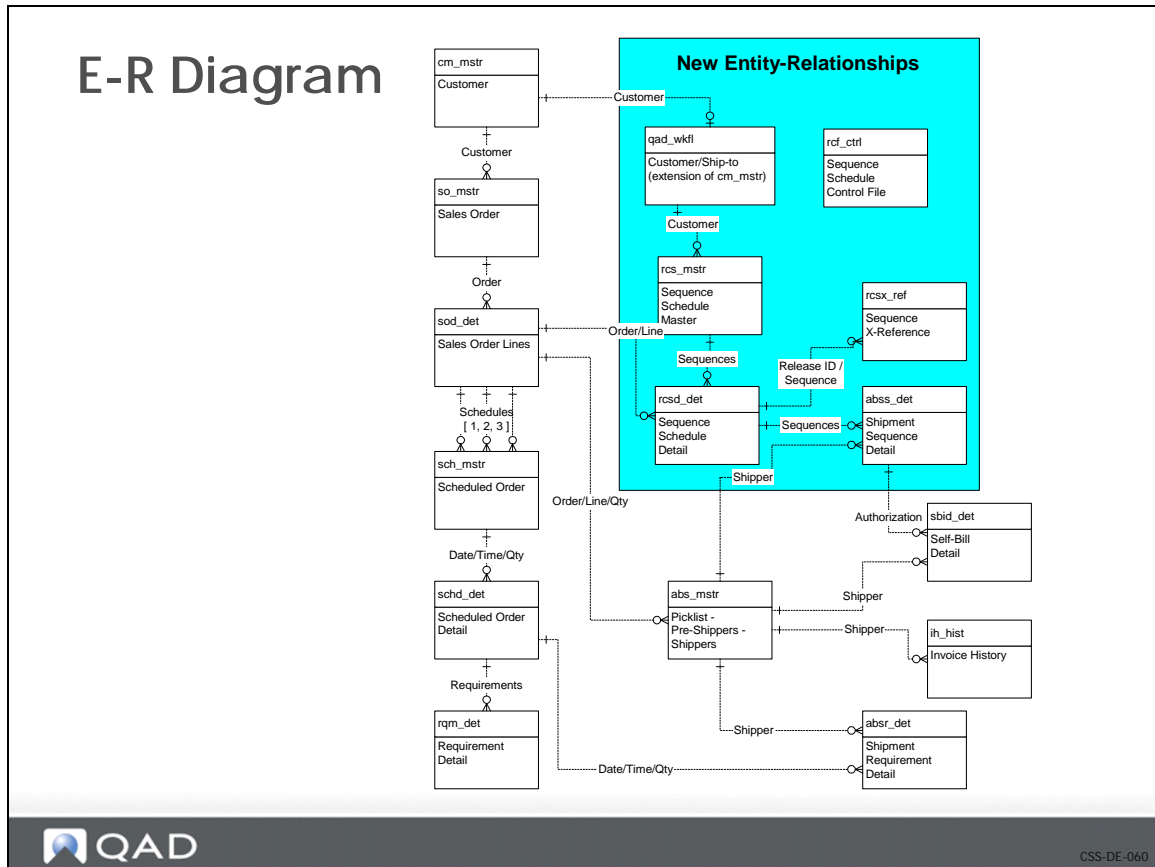 E-R Diagram
New Entity-Relationships
cm_mstr
Customer
Customer
qad_wkfl
Customer/Ship-to
(extension of cm_mstr)
rcf_ctrl
Sequence
Schedule
Control File
Customer
so_mstr
Sales Order
Customer
rcs_mstr
Sequence
Schedule
Master
rcsx_ref
Sequence
X-Reference
Order
sod_det
Sales Order Lines
Order/Line
Sequences
Release ID /
Sequence
rcsd_det
Sequence
Schedule
Detail
Sequences
abss_det
Shipment
Sequence
Detail
Schedules
[ 1, 2, 3 ]
sch_mstr
Scheduled Order
Shipper
Order/Line/Qty
Authorization
sbid_det
Self-Bill
Detail
Date/Time/Qty
schd_det
Scheduled Order
Detail
abs_mstr
Picklist -
Pre-Shippers -
Shippers
Shipper
Shipper
ih_hist
Invoice History
Requirements
rqm_det
Requirement
Detail
Shipper
absr_det
Shipment
Requirement
Detail
Date/Time/Qty
QAD
CSS-DE-060